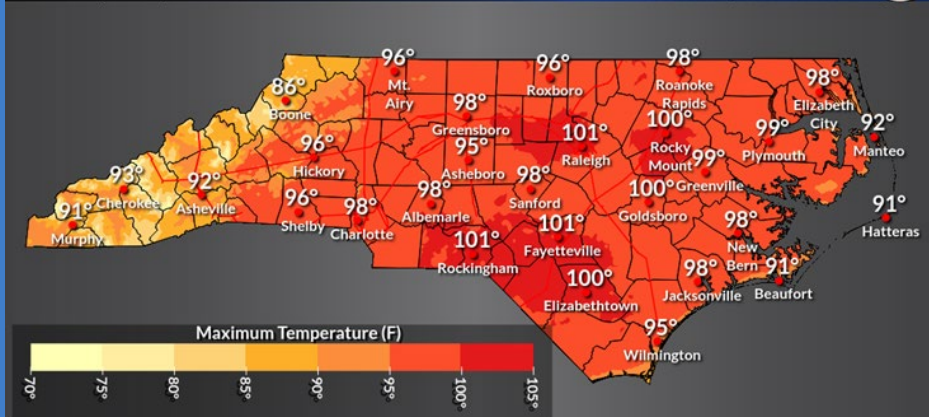 96°
Mt.
Airy
96°
Roxboro
98°
Roanoke
Rapids
98°
Elizabeth
City
86°
Boone
98°
Greensboro
101°
Raleigh
100°
Rocky
Mount
99°
Plymouth
92°
Manteo
96°
Hickory
95°
Asheboro
99°
Greenville
93°
Cherokee
92°
Asheville
96°
Shelby
98°
Charlotte
98°
Albemarle
98°
Sanford
100°
Goldsboro
91°
Hatteras
91°
Murphy
101°
Rockingham
101°
Fayetteville
98°
New
Bern
100°
Elizabethtown
98°
Jacksonville
91°
Beaufort
95°
Wilmington
Maximum Temperature (F)
70°
75°
80°
85°
90°
95°
100°
105°